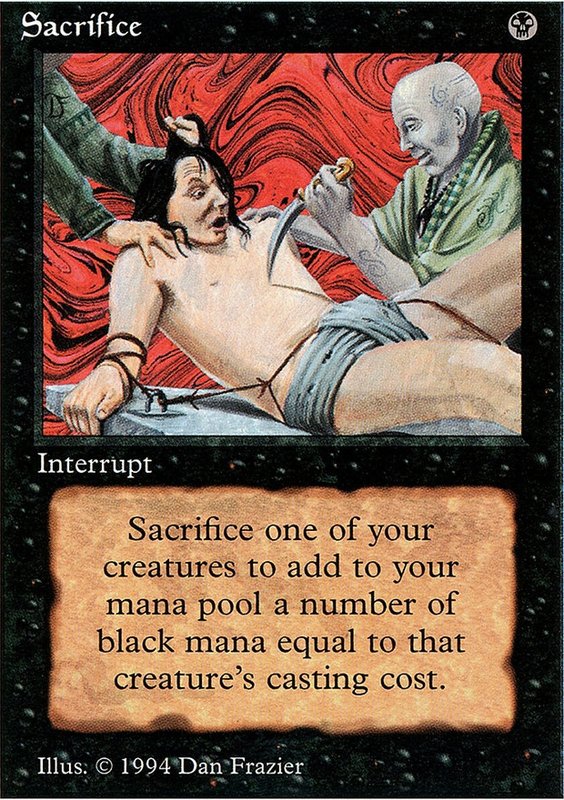 Sacrifice
Interrupt
Sacrifice one of your
creatures to add to your
mana pool a number of
black mana equal to that
creature's casting cost.
Illus. © 1994 Dan Frazier